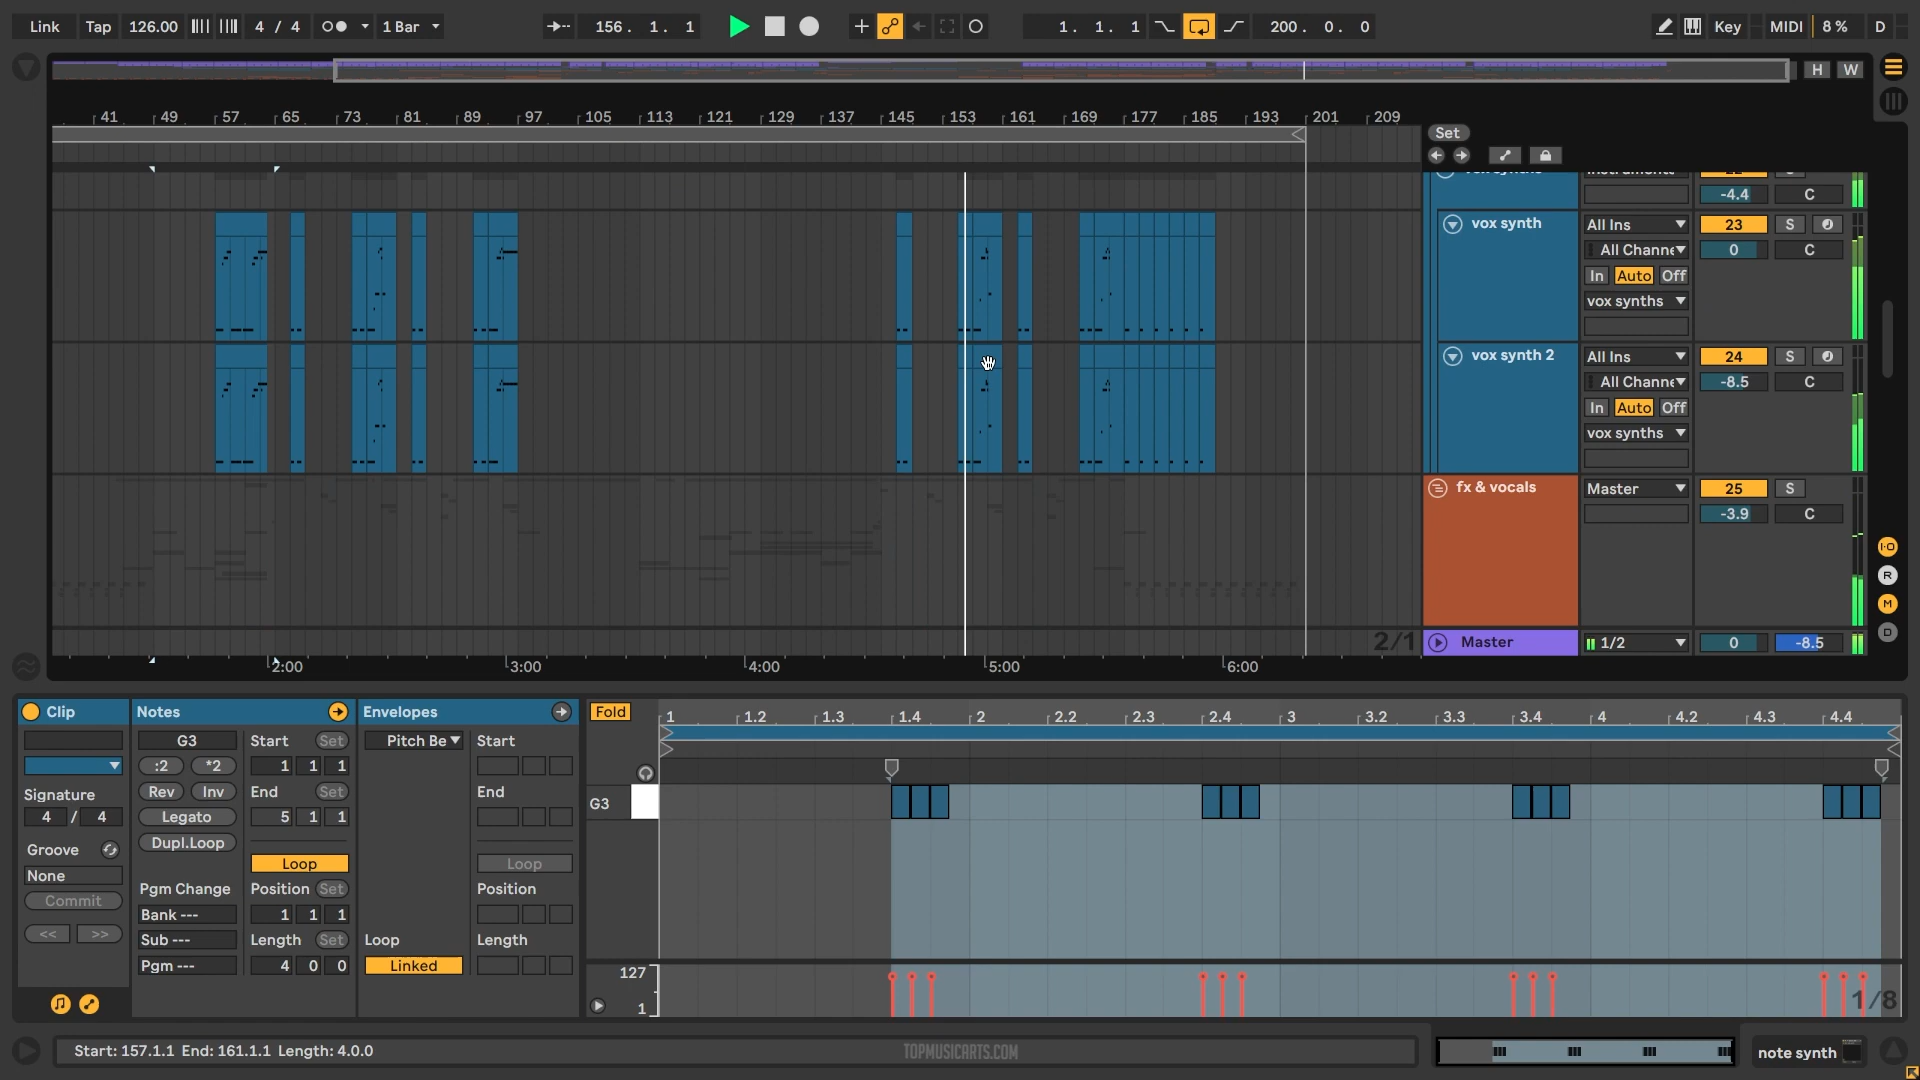 Link Tap 126.00 4 / 4 1 Bar 156. 1. 1 1. 1. 1 200. 0. 0 Key MIDI 8 % D
H W
41 49 57 65 73 81 89 97 105 113 121 129 137 145 153 161 169 177 185 193 201 209
Set
-4.4 C
vox synth All Ins 23 S
All Channe 0 C
In Auto Off
vox synths
vox synth 2 All Ins 24 S
All Channe -8.5 C
In Auto Off
vox synths
fx & vocals Master 25 S
-3.9 C
I·O
R
M
D
2/1 Master 1/2 0 -8.5
2:00 3:00 4:00 5:00 6:00
Clip Notes Envelopes Fold 1 1.2 1.3 1.4 2 2.2 2.3 2.4 3 3.2 3.3 3.4 4 4.2 4.3 4.4
G3 Start Set Pitch Be Start
:2 *2 1 1 1
Signature Rev Inv End Set End
4 / 4 Legato 5 1 1 G3
Groove Dupl.Loop
None Loop Loop
Commit Pgm Change Position Set Position
<< >> Bank --- 1 1 1
Sub --- Length Set Loop Length
Pgm --- 4 0 0 Linked
127
1
1/8
Start: 157.1.1 End: 161.1.1 Length: 4.0.0 TOPMUSICARTS.COM note synth